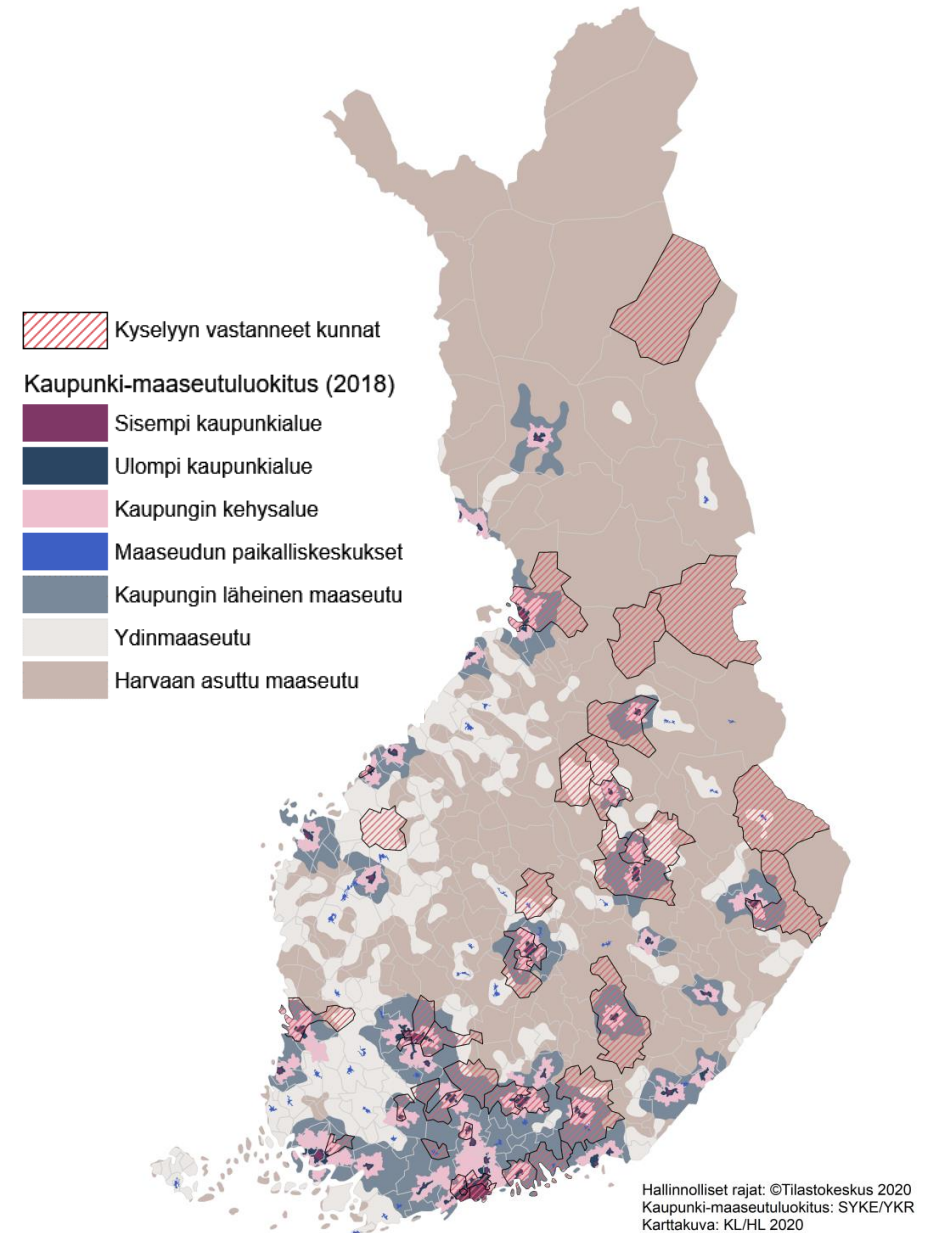 Kyselyyn vastanneet kunnat
Kaupunki-maaseutuluokitus (2018)
Sisempi kaupunkialue
Ulompi kaupunkialue
Kaupungin kehysalue
Maaseudun paikalliskeskukset
Kaupungin läheinen maaseutu
Ydinmaaseutu
Harvaan asuttu maaseutu
Hallinnolliset rajat: ©Tilastokeskus 2020
Kaupunki-maaseutuluokitus: SYKE/YKR
Karttakuva: KL/HL 2020